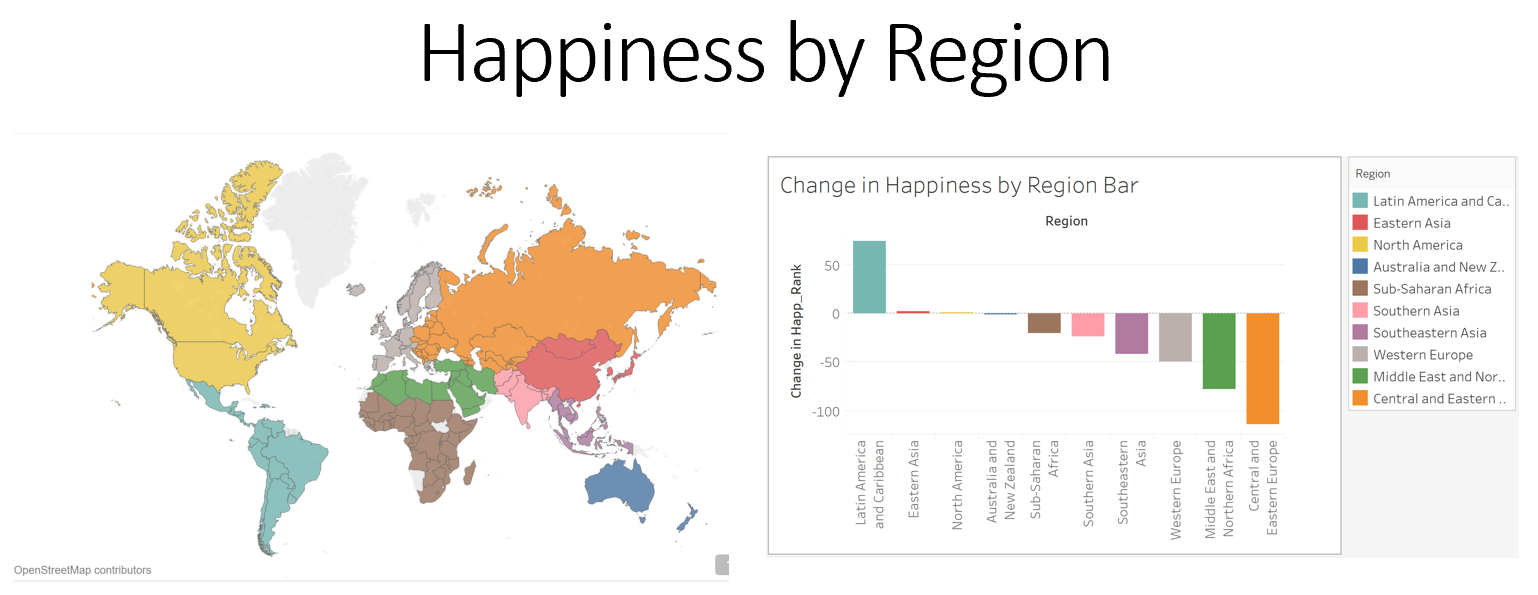 Happiness by Region
OpenStreetMap contributors
Change in Happiness by Region Bar
Region
Change in Happ_Rank
50
0
-50
-100
Latin America
and Caribbean
Eastern Asia
North America
Australia and
New Zealand
Sub-Saharan
Africa
Southern Asia
Southeastern
Asia
Western Europe
Middle East and
Northern Africa
Central and
Eastern Europe
Region
Latin America and Ca..
Eastern Asia
North America
Australia and New Z..
Sub-Saharan Africa
Southern Asia
Southeastern Asia
Western Europe
Middle East and Nor..
Central and Eastern ..